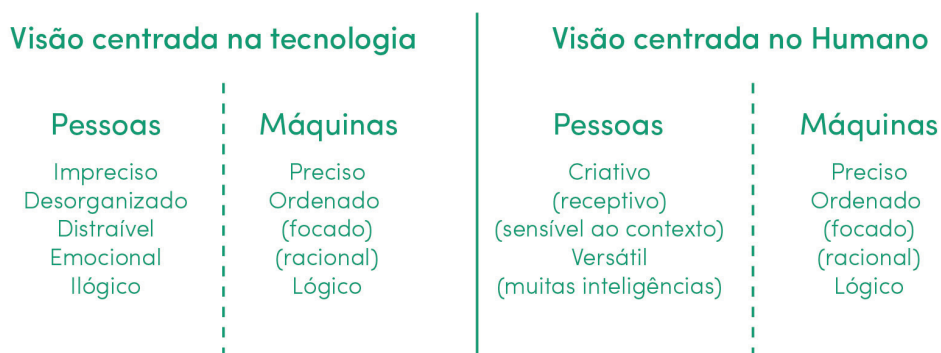 Visão centrada na tecnologia
Pessoas
Impreciso
Desorganizado
Distraível
Emocional
Ilógico
Máquinas
Preciso
Ordenado
(focado)
(racional)
Lógico
Visão centrada no Humano
Pessoas
Criativo
(receptivo)
(sensível ao contexto)
Versátil
(muitas inteligências)
Máquinas
Preciso
Ordenado
(focado)
(racional)
Lógico